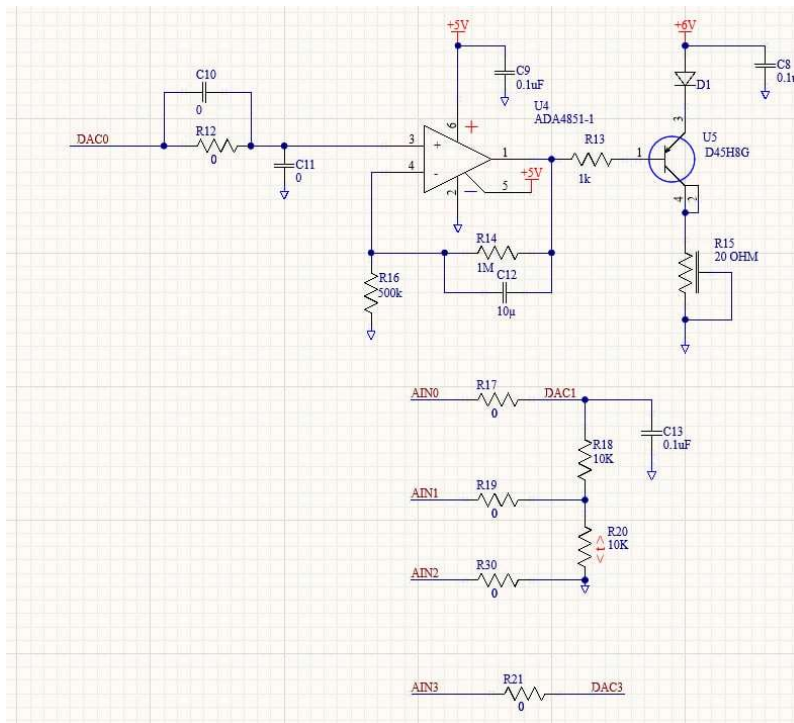 +5V
+6V
C10
0
C9
0.1uF
C8
D1
U4
ADA4851-1
DAC0
R12
0
C11
0
3
+
4
-
6
+
2
5
+5V
1
R13
1k
1
3
U5
D45H8G
4
2
R14
1M
C12
10µ
R16
500k
R15
20 OHM
AIN0
R17
0
DAC1
C13
0.1uF
R18
10K
AIN1
R19
0
R20
10K
AIN2
R30
0
AIN3
R21
0
DAC3